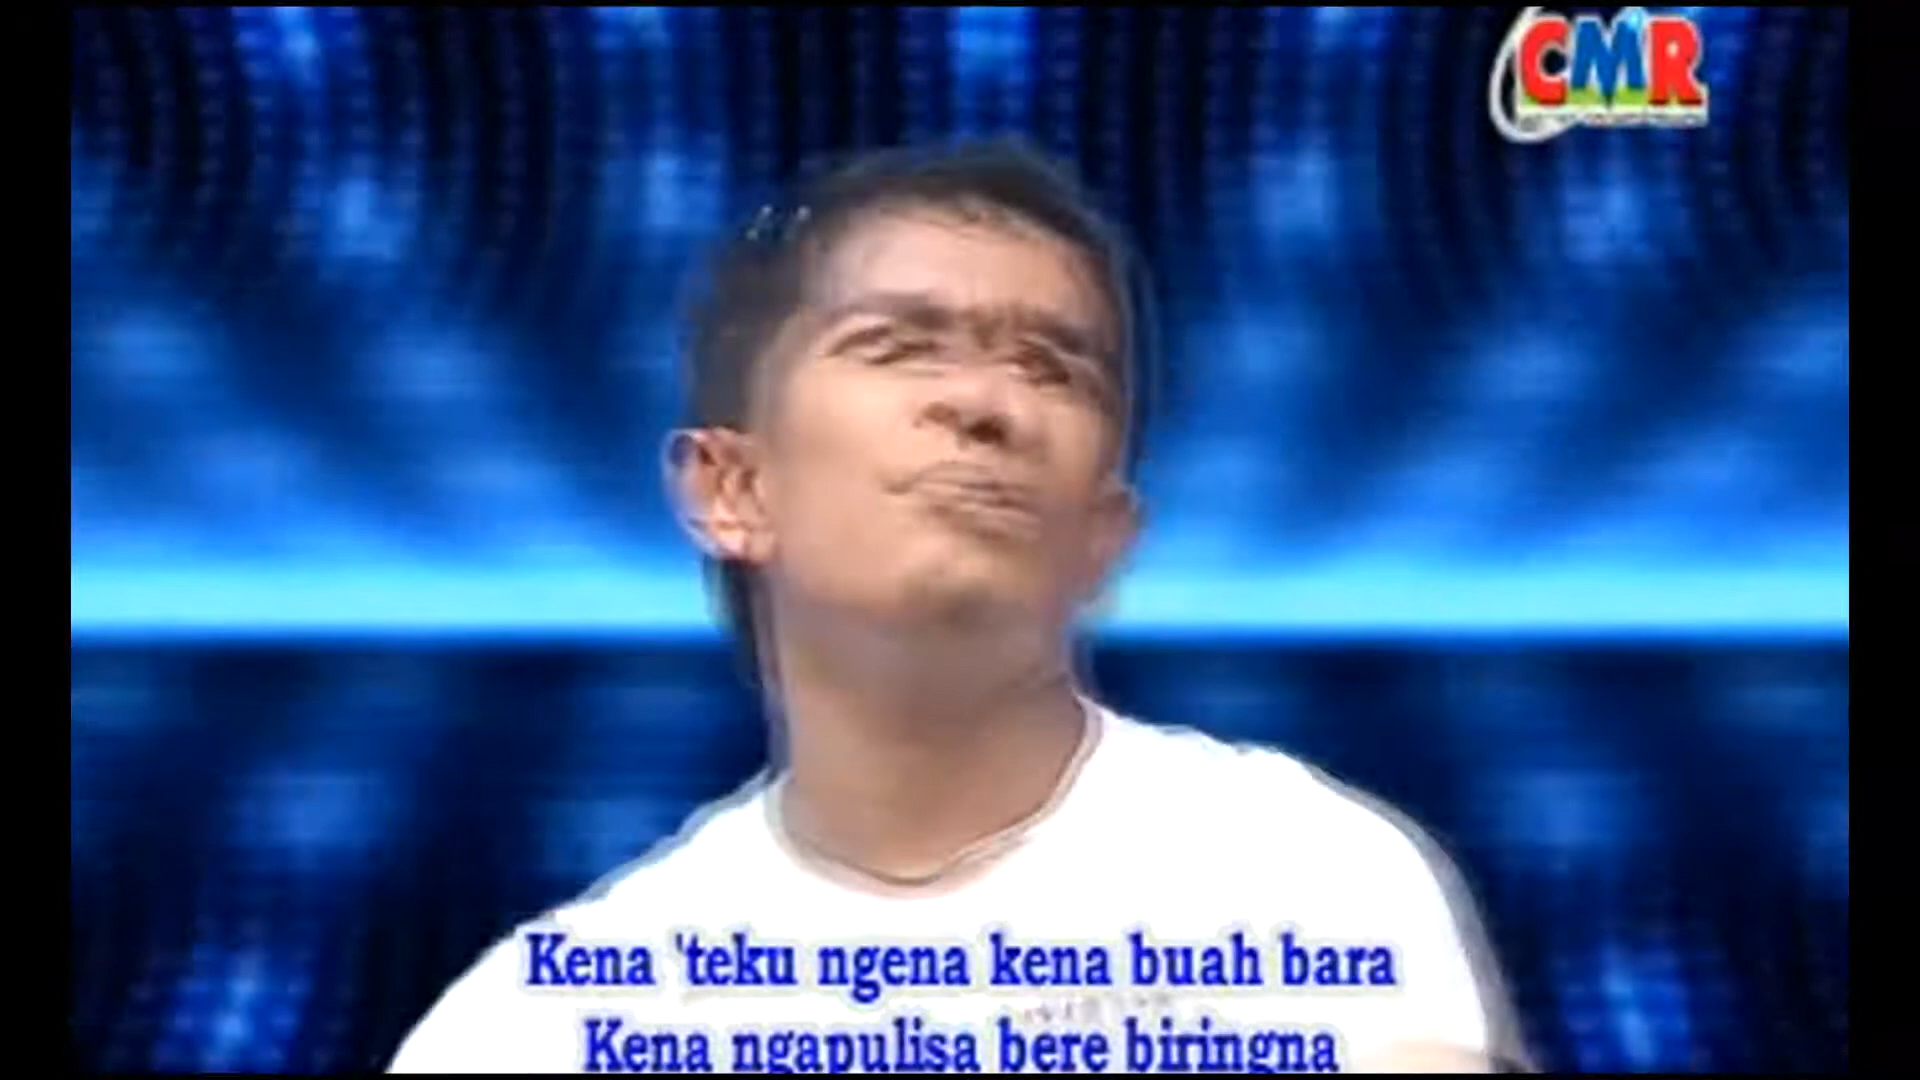 CMR
Kena 'teku ngena kena buah bara
Kena ngapulisa bere biringna